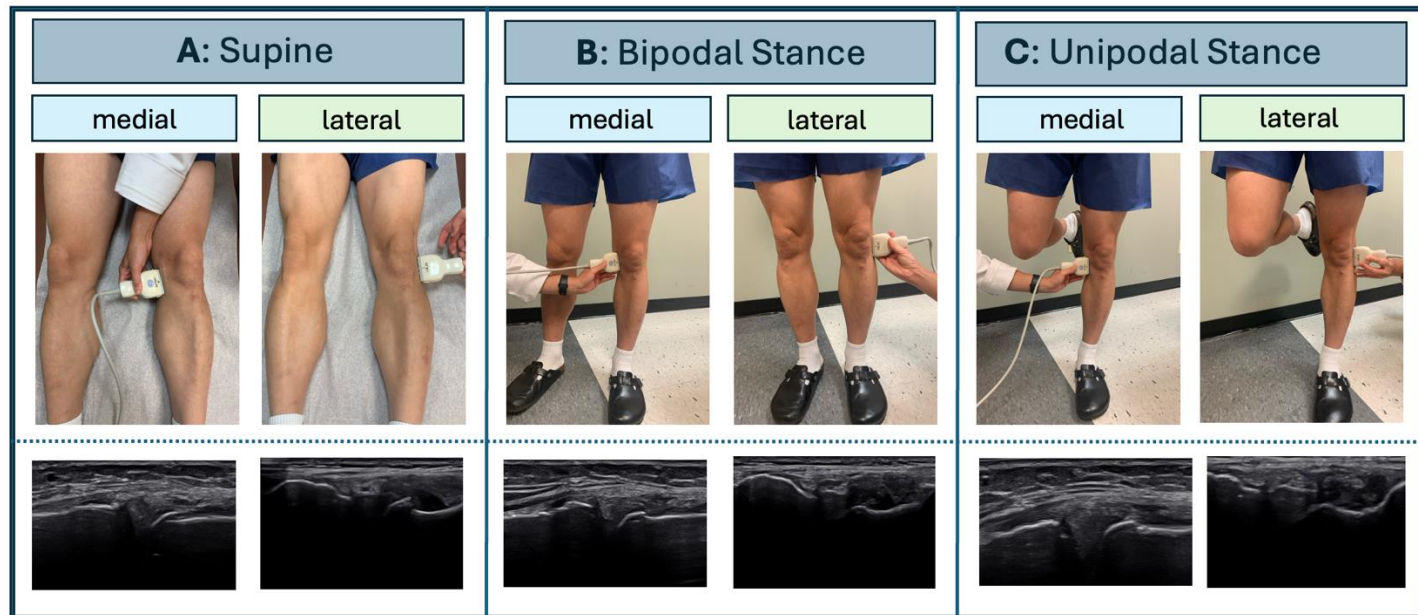 A: Supine
B: Bipodal Stance
C: Unipodal Stance
medial
lateral
medial
lateral
medial
lateral